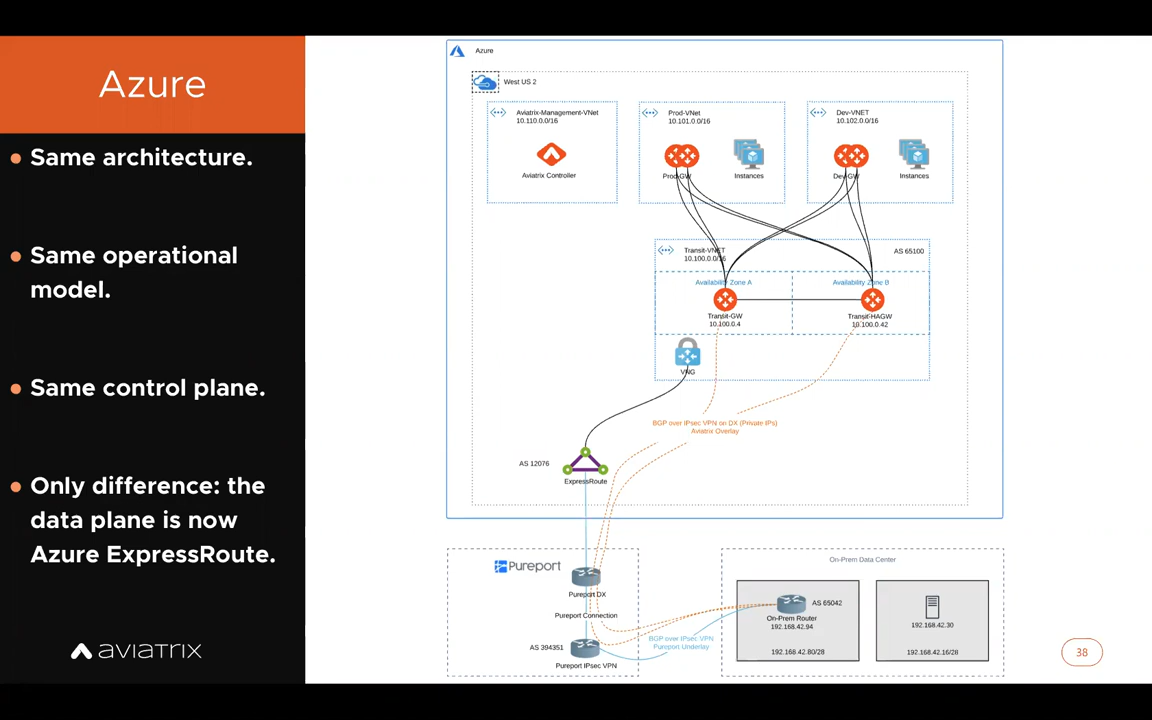 Azure
Same architecture.
Same operational
model.
Same control plane.
Only difference: the
data plane is now
Azure ExpressRoute.
aviatrix
Azure
West US 2
Aviatrix-Management-VNet
10.110.0.0/16
Aviatrix Controller
Prod-VNet
10.101.0.0/16
Prod-GW
Instances
Dev-VNET
10.102.0.0/16
Dev-GW
Instances
Transit-VNET
10.100.0.0/16
AS 65100
Availability Zone A
Availability Zone B
Transit-GW
10.100.0.4
Transit-HAGW
10.100.0.42
VNG
BGP over IPsec VPN on DX (Private IPs)
Aviatrix Overlay
AS 12076
ExpressRoute
Pureport
Pureport DX
Pureport Connection
AS 394351
Pureport IPsec VPN
BGP over IPsec VPN
Pureport Underlay
On-Prem Data Center
AS 65042
On-Prem Router
192.168.42.94
192.168.42.80/28
192.168.42.30
192.168.42.16/28
38